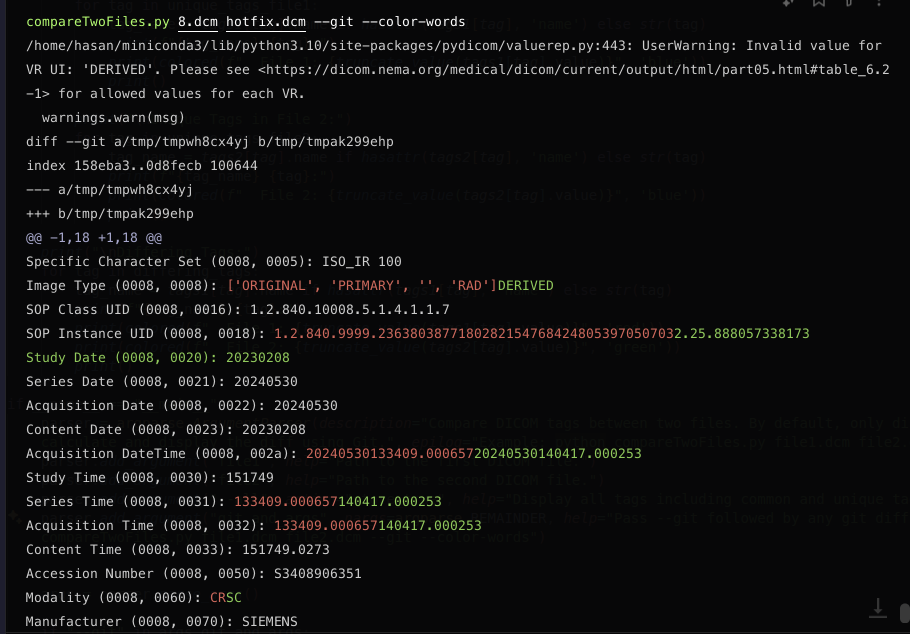 compareTwoFiles.py 8.dcm hotfix.dcm --git --color-words
/home/hasan/miniconda3/lib/python3.10/site-packages/pydicom/valuerep.py:443: UserWarning: Invalid value for
VR UI: 'DERIVED'. Please see <https://dicom.nema.org/medical/dicom/current/output/html/part05.html#table_6.2
-1> for allowed values for each VR.
  warnings.warn(msg)
diff --git a/tmp/tmpwh8cx4yj b/tmp/tmpak299ehp
index 158eba3..0d8fecb 100644
--- a/tmp/tmpwh8cx4yj
+++ b/tmp/tmpak299ehp
@@ -1,18 +1,18 @@
Specific Character Set (0008, 0005): ISO_IR 100
Image Type (0008, 0008): ['ORIGINAL', 'PRIMARY', '', 'RAD']DERIVED
SOP Class UID (0008, 0016): 1.2.840.10008.5.1.4.1.1.7
SOP Instance UID (0008, 0018): 1.2.840.9999.23638038771802821547684248053970507032.25.888057338173
Study Date (0008, 0020): 20230208
Series Date (0008, 0021): 20240530
Acquisition Date (0008, 0022): 20240530
Content Date (0008, 0023): 20230208
Acquisition DateTime (0008, 002a): 20240530133409.00065720240530140417.000253
Study Time (0008, 0030): 151749
Series Time (0008, 0031): 133409.000657140417.000253
Acquisition Time (0008, 0032): 133409.000657140417.000253
Content Time (0008, 0033): 151749.0273
Accession Number (0008, 0050): S3408906351
Modality (0008, 0060): CRSC
Manufacturer (0008, 0070): SIEMENS